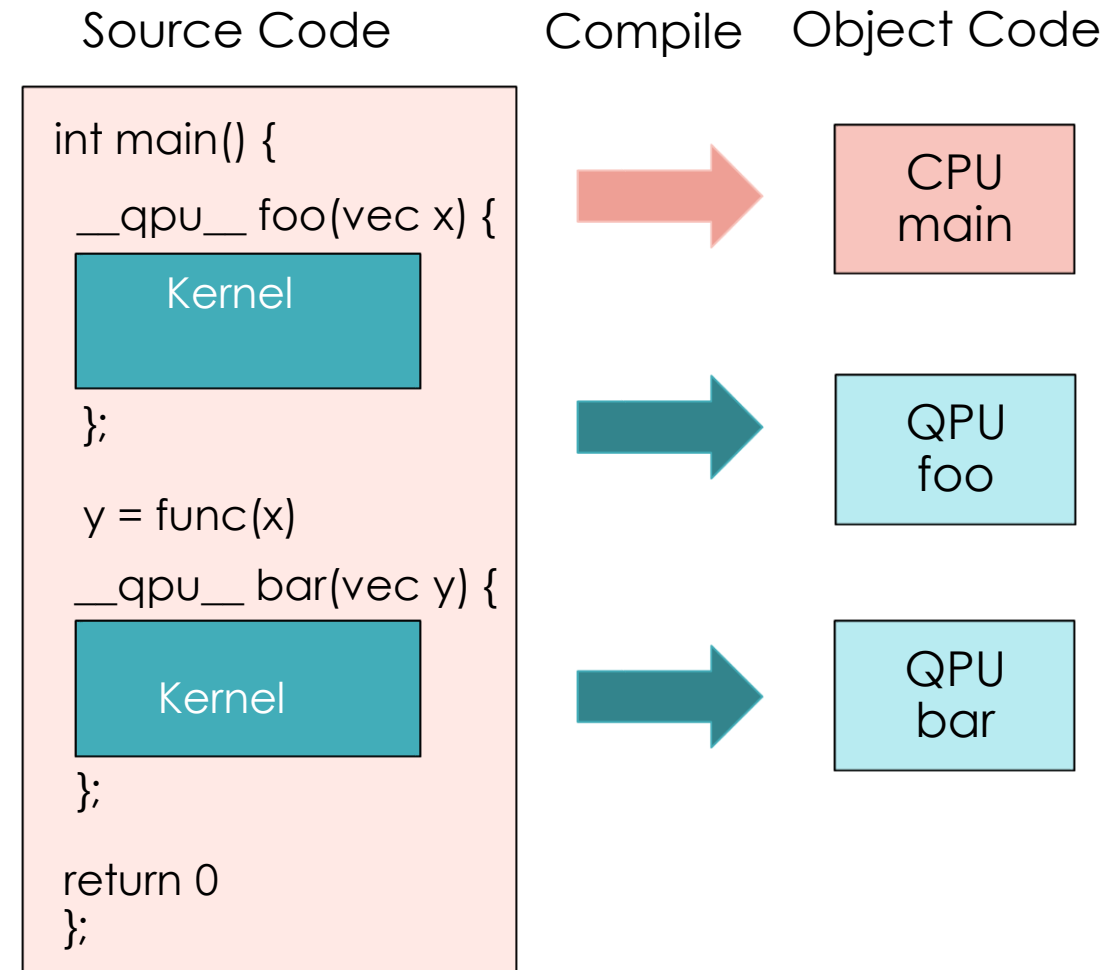 Source Code
Compile
Object Code
int main() {
__qpu__ foo(vec x) {
Kernel
};
y = func(x)
__qpu__ bar(vec y) {
Kernel
};
return 0
};
CPU
main
QPU
foo
QPU
bar